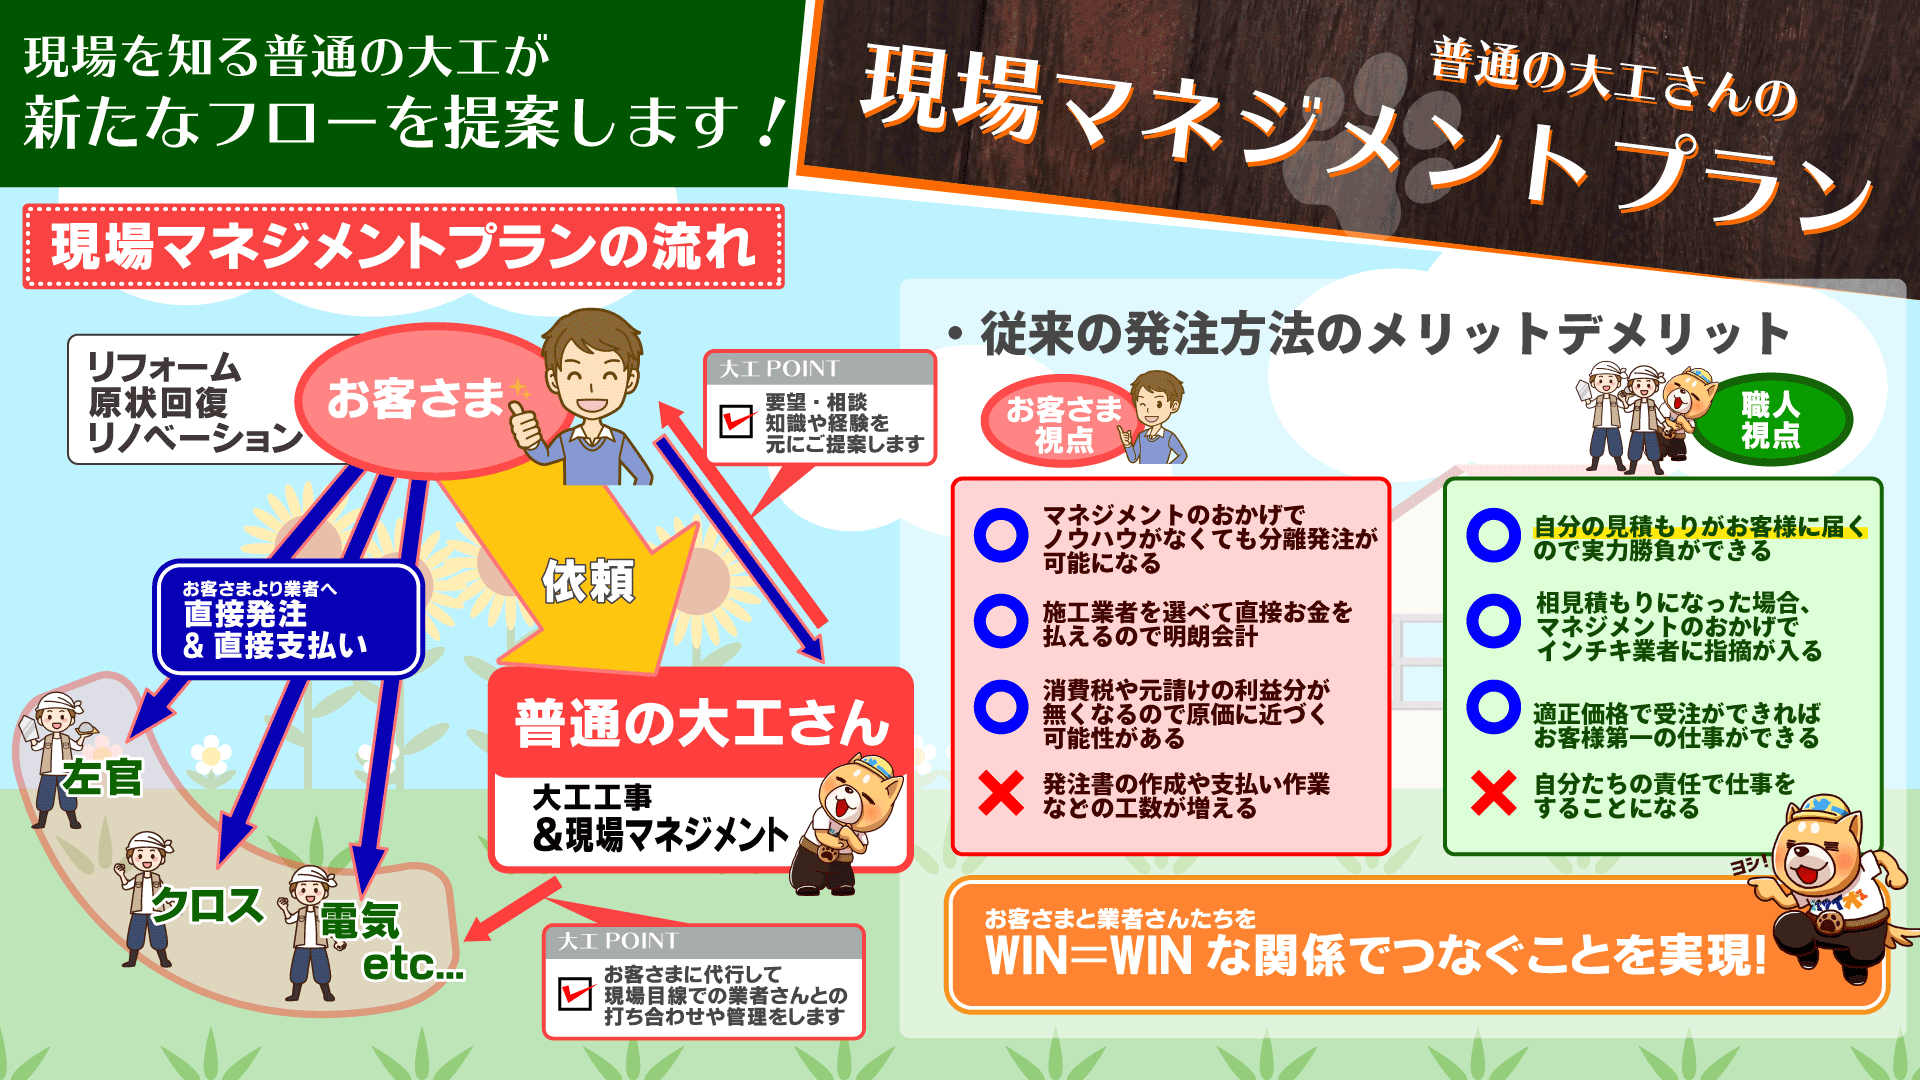 現場を知る普通の大工が
新たなフローを提案します！
普通の大工さんの
現場マネジメントプラン
現場マネジメントプランの流れ
リフォーム
原状回復
リノベーション
お客さま
大工POINT
要望・相談
知識や経験を
元にご提案します
お客さまより業者へ
直接発注
&直接支払い
依頼
普通の大工さん
大工工事
&現場マネジメント
左官
クロス
電気
etc...
大工POINT
お客さまに代行して
現場目線での業者さんとの
打ち合わせや管理をします
・従来の発注方法のメリットデメリット
お客さま
視点
マネジメントのおかげで
ノウハウがなくても分離発注が
可能になる
施工業者を選べて直接お金を
払えるので明朗会計
消費税や元請けの利益分が
無くなるので原価に近づく
可能性がある
発注書の作成や支払い作業
などの工数が増える
職人
視点
自分の見積もりがお客様に届く
ので実力勝負ができる
相見積もりになった場合、
マネジメントのおかげで
インチキ業者に指摘が入る
適正価格で受注ができれば
お客様第一の仕事ができる
自分たちの責任で仕事を
することになる
ヨシ!
お客さまと業者さんたちを
WIN=WINな関係でつなぐことを実現!